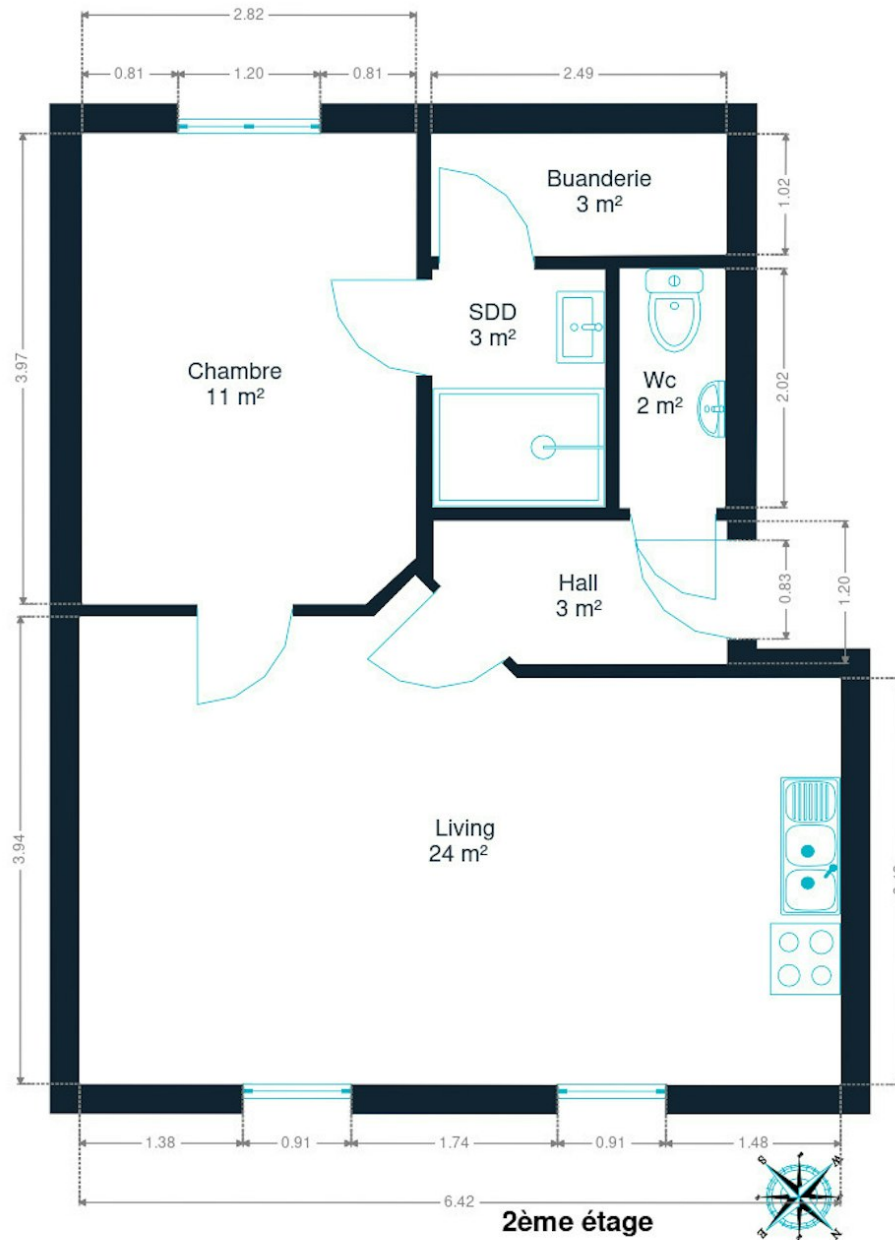 2.82
0.81
1.20
0.81
2.49
Buanderie
3 m²
1.02
SDD
3 m²
Wc
2 m²
2.02
Chambre
11 m²
3.97
Hall
3 m²
0.83
1.20
Living
24 m²
3.94
1.38
0.91
1.74
0.91
1.48
6.42
2ème étage
S
W
E
N